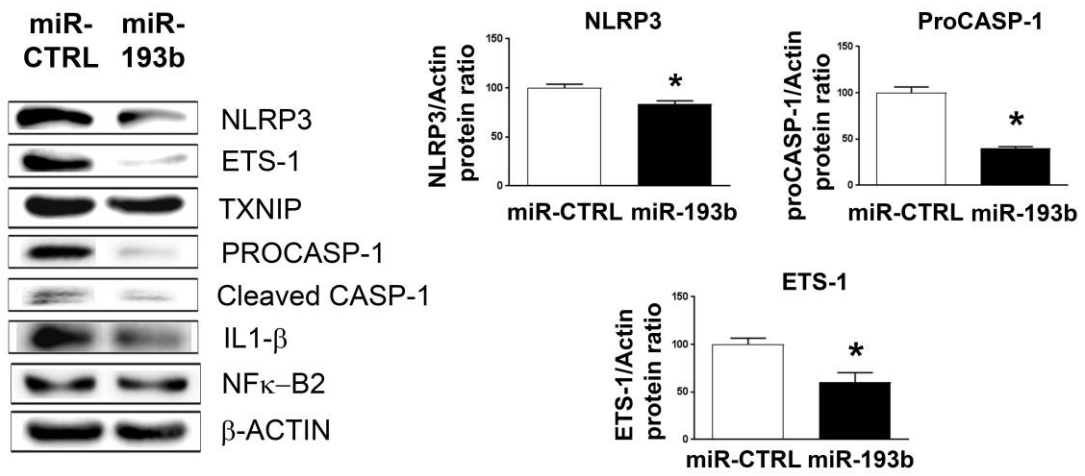 miR-
CTRL
miR-
193b
NLRP3
ETS-1
TXNIP
PROCASP-1
Cleaved CASP-1
IL1-β
NFκ–B2
β-ACTIN
NLRP3
NLRP3/Actin
protein ratio
150
100
50
0
*
miR-CTRL miR-193b
ProCASP-1
proCASP-1/Actin
protein ratio
150
100
50
0
*
miR-CTRL miR-193b
ETS-1
ETS-1/Actin
protein ratio
150
100
50
0
*
miR-CTRL miR-193b